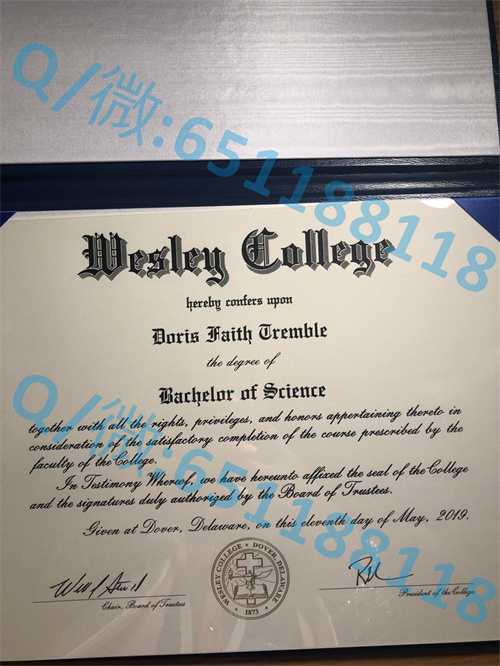 Q/微:651188118
Wesley College
hereby confers upon
Doris Faith Tremble
the degree of
Bachelor of Science
together with all the rights, privileges, and honors appertaining thereto in
consideration of the satisfactory completion of the course prescribed by the
faculty of the College.
In Testimony Whereof, we have hereunto affixed the seal of the College
and the signatures duly authorized by the Board of Trustees.
Given at Dover, Delaware, on this eleventh day of May, 2019.
Q/微:651188118
WESLEY COLLEGE • DOVER, DELAWARE
1873
Chair, Board of Trustees
President of the College